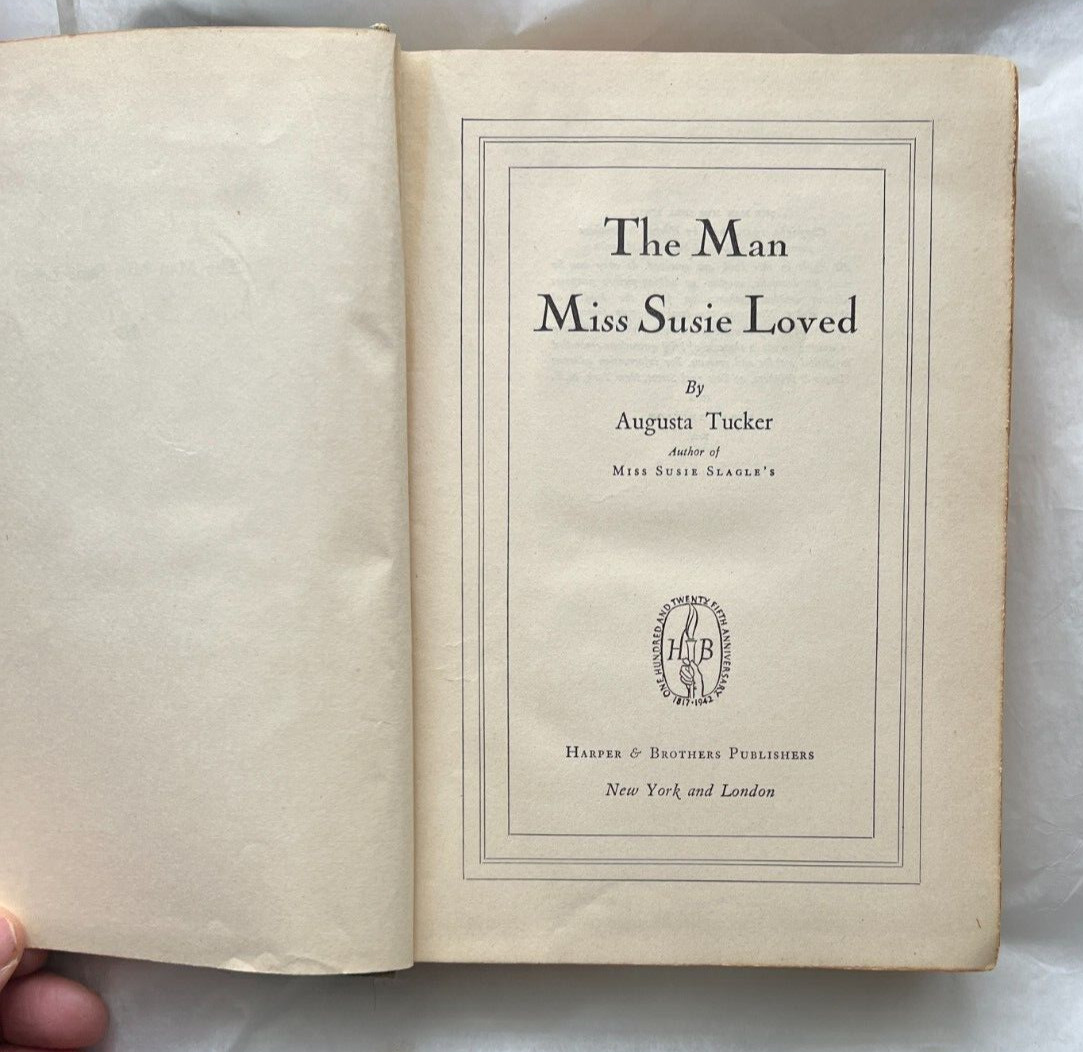 The Man
Miss Susie Loved
By
Augusta Tucker
Author of
Miss Susie Slagle's
ONE HUNDRED AND TWENTY FIFTH ANNIVERSARY
H B
1817·1942
Harper & Brothers Publishers
New York and London